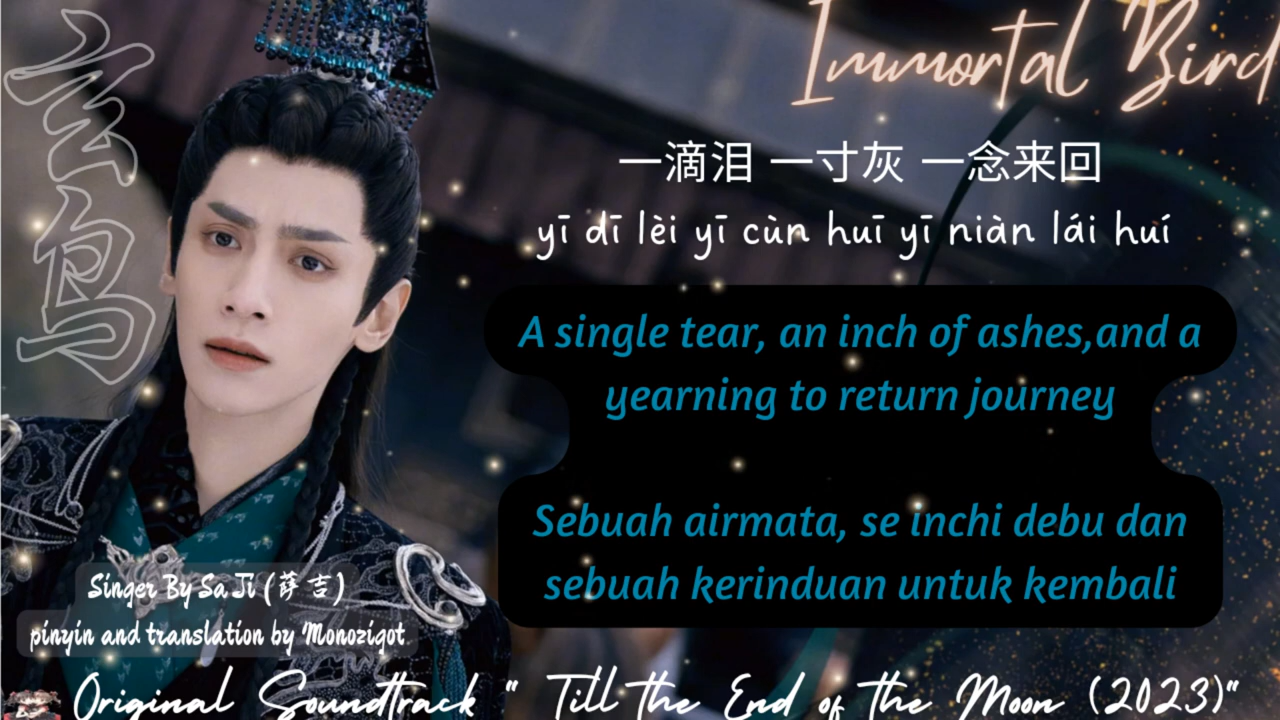 Immortal Bird
玄鸟
一滴泪 一寸灰 一念来回
yī dī lèi yī cùn huī yī niàn lái huí
A single tear, an inch of ashes,and a
yearning to return journey
Sebuah airmata, se inchi debu dan
sebuah kerinduan untuk kembali
Singer By Sa Ji (萨吉)
pinyin and translation by Monozigot
Original Soundtrack " Till the End of the Moon (2023)"